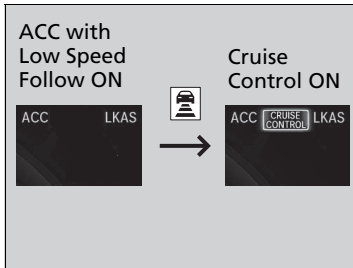 ACC with
Low Speed
Follow ON
Cruise
Control ON
ACC LKAS
ACC CRUISE CONTROL LKAS